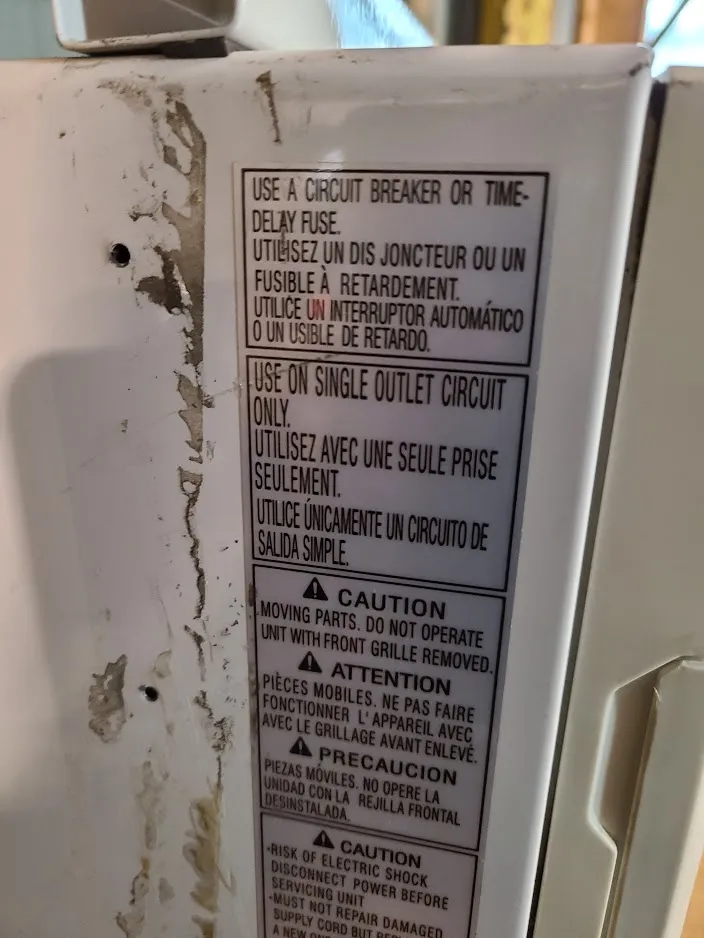 USE A CIRCUIT BREAKER OR TIME-
DELAY FUSE.
UTILISEZ UN DIS JONCTEUR OU UN
FUSIBLE À RETARDEMENT.
UTILICE UN INTERRUPTOR AUTOMÁTICO
O UN USIBLE DE RETARDO.
USE ON SINGLE OUTLET CIRCUIT
ONLY.
UTILISEZ AVEC UNE SEULE PRISE
SEULEMENT.
UTILICE ÚNICAMENTE UN CIRCUITO DE
SALIDA SIMPLE.
CAUTION
MOVING PARTS. DO NOT OPERATE
UNIT WITH FRONT GRILLE REMOVED.
ATTENTION
PIÈCES MOBILES. NE PAS FAIRE
FONCTIONNER L'APPAREIL AVEC
AVEC LE GRILLAGE AVANT ENLEVÉ.
PRECAUCION
PIEZAS MÓVILES. NO OPERE LA
UNIDAD CON LA REJILLA FRONTAL
DESINSTALADA.
CAUTION
•RISK OF ELECTRIC SHOCK
DISCONNECT POWER BEFORE
SERVICING UNIT
•MUST NOT REPAIR DAMAGED
SUPPLY CORD BUT
A NEW